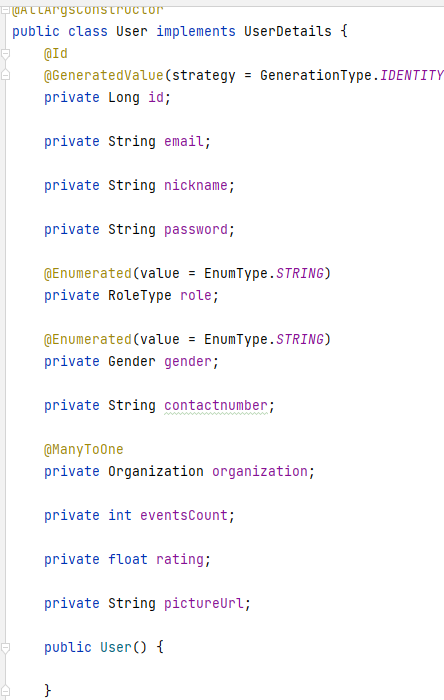 @AllArgsConstructor
public class User implements UserDetails {
@Id
@GeneratedValue(strategy = GenerationType.IDENTITY
private Long id;
private String email;
private String nickname;
private String password;
@Enumerated(value = EnumType.STRING)
private RoleType role;
@Enumerated(value = EnumType.STRING)
private Gender gender;
private String contactnumber;
@ManyToOne
private Organization organization;
private int eventsCount;
private float rating;
private String pictureUrl;
public User() {
}